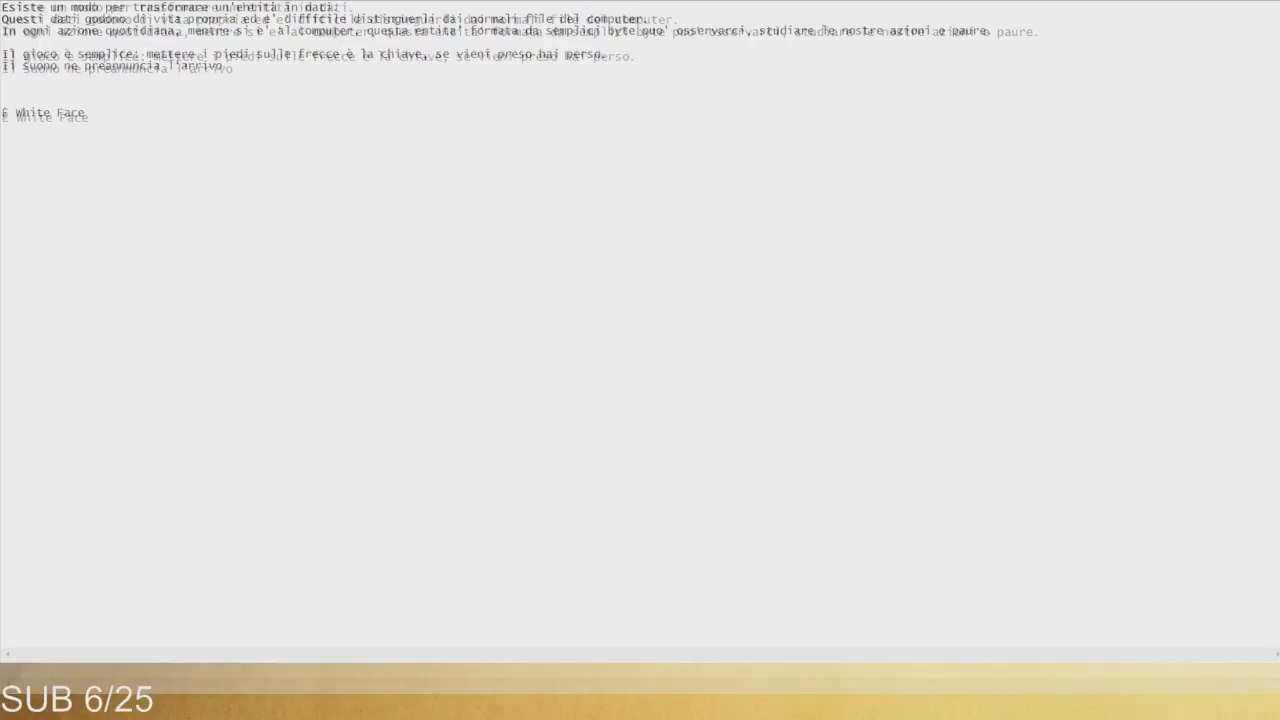 Esiste un modo per trasformare un'entità in dati.
Questi dati godono di vita propria ed e' difficile distinguerli dai normali file del computer.
In ogni azione quotidiana, mentre si e' al computer, questa entita' formata da semplici byte puo' osservarci, studiare le nostre azioni e paure.
Il gioco è semplice: mettere i piedi sulle frecce è la chiave, se vieni preso hai perso.
Il suono ne preannuncia l'arrivo
£ White Face
SUB 6/25